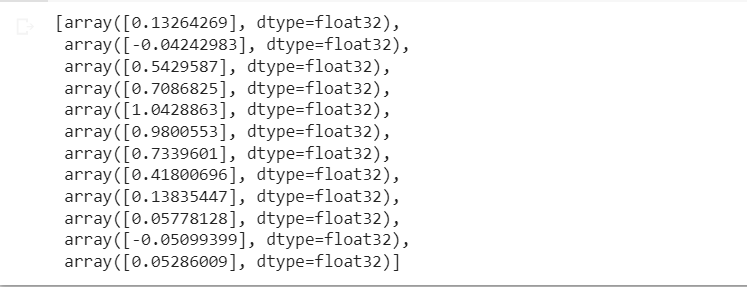 [array([0.13264269], dtype=float32),
array([-0.04242983], dtype=float32),
array([0.5429587], dtype=float32),
array([0.7086825], dtype=float32),
array([1.0428863], dtype=float32),
array([0.9800553], dtype=float32),
array([0.7339601], dtype=float32),
array([0.41800696], dtype=float32),
array([0.13835447], dtype=float32),
array([0.05778128], dtype=float32),
array([-0.05099399], dtype=float32),
array([0.05286009], dtype=float32)]